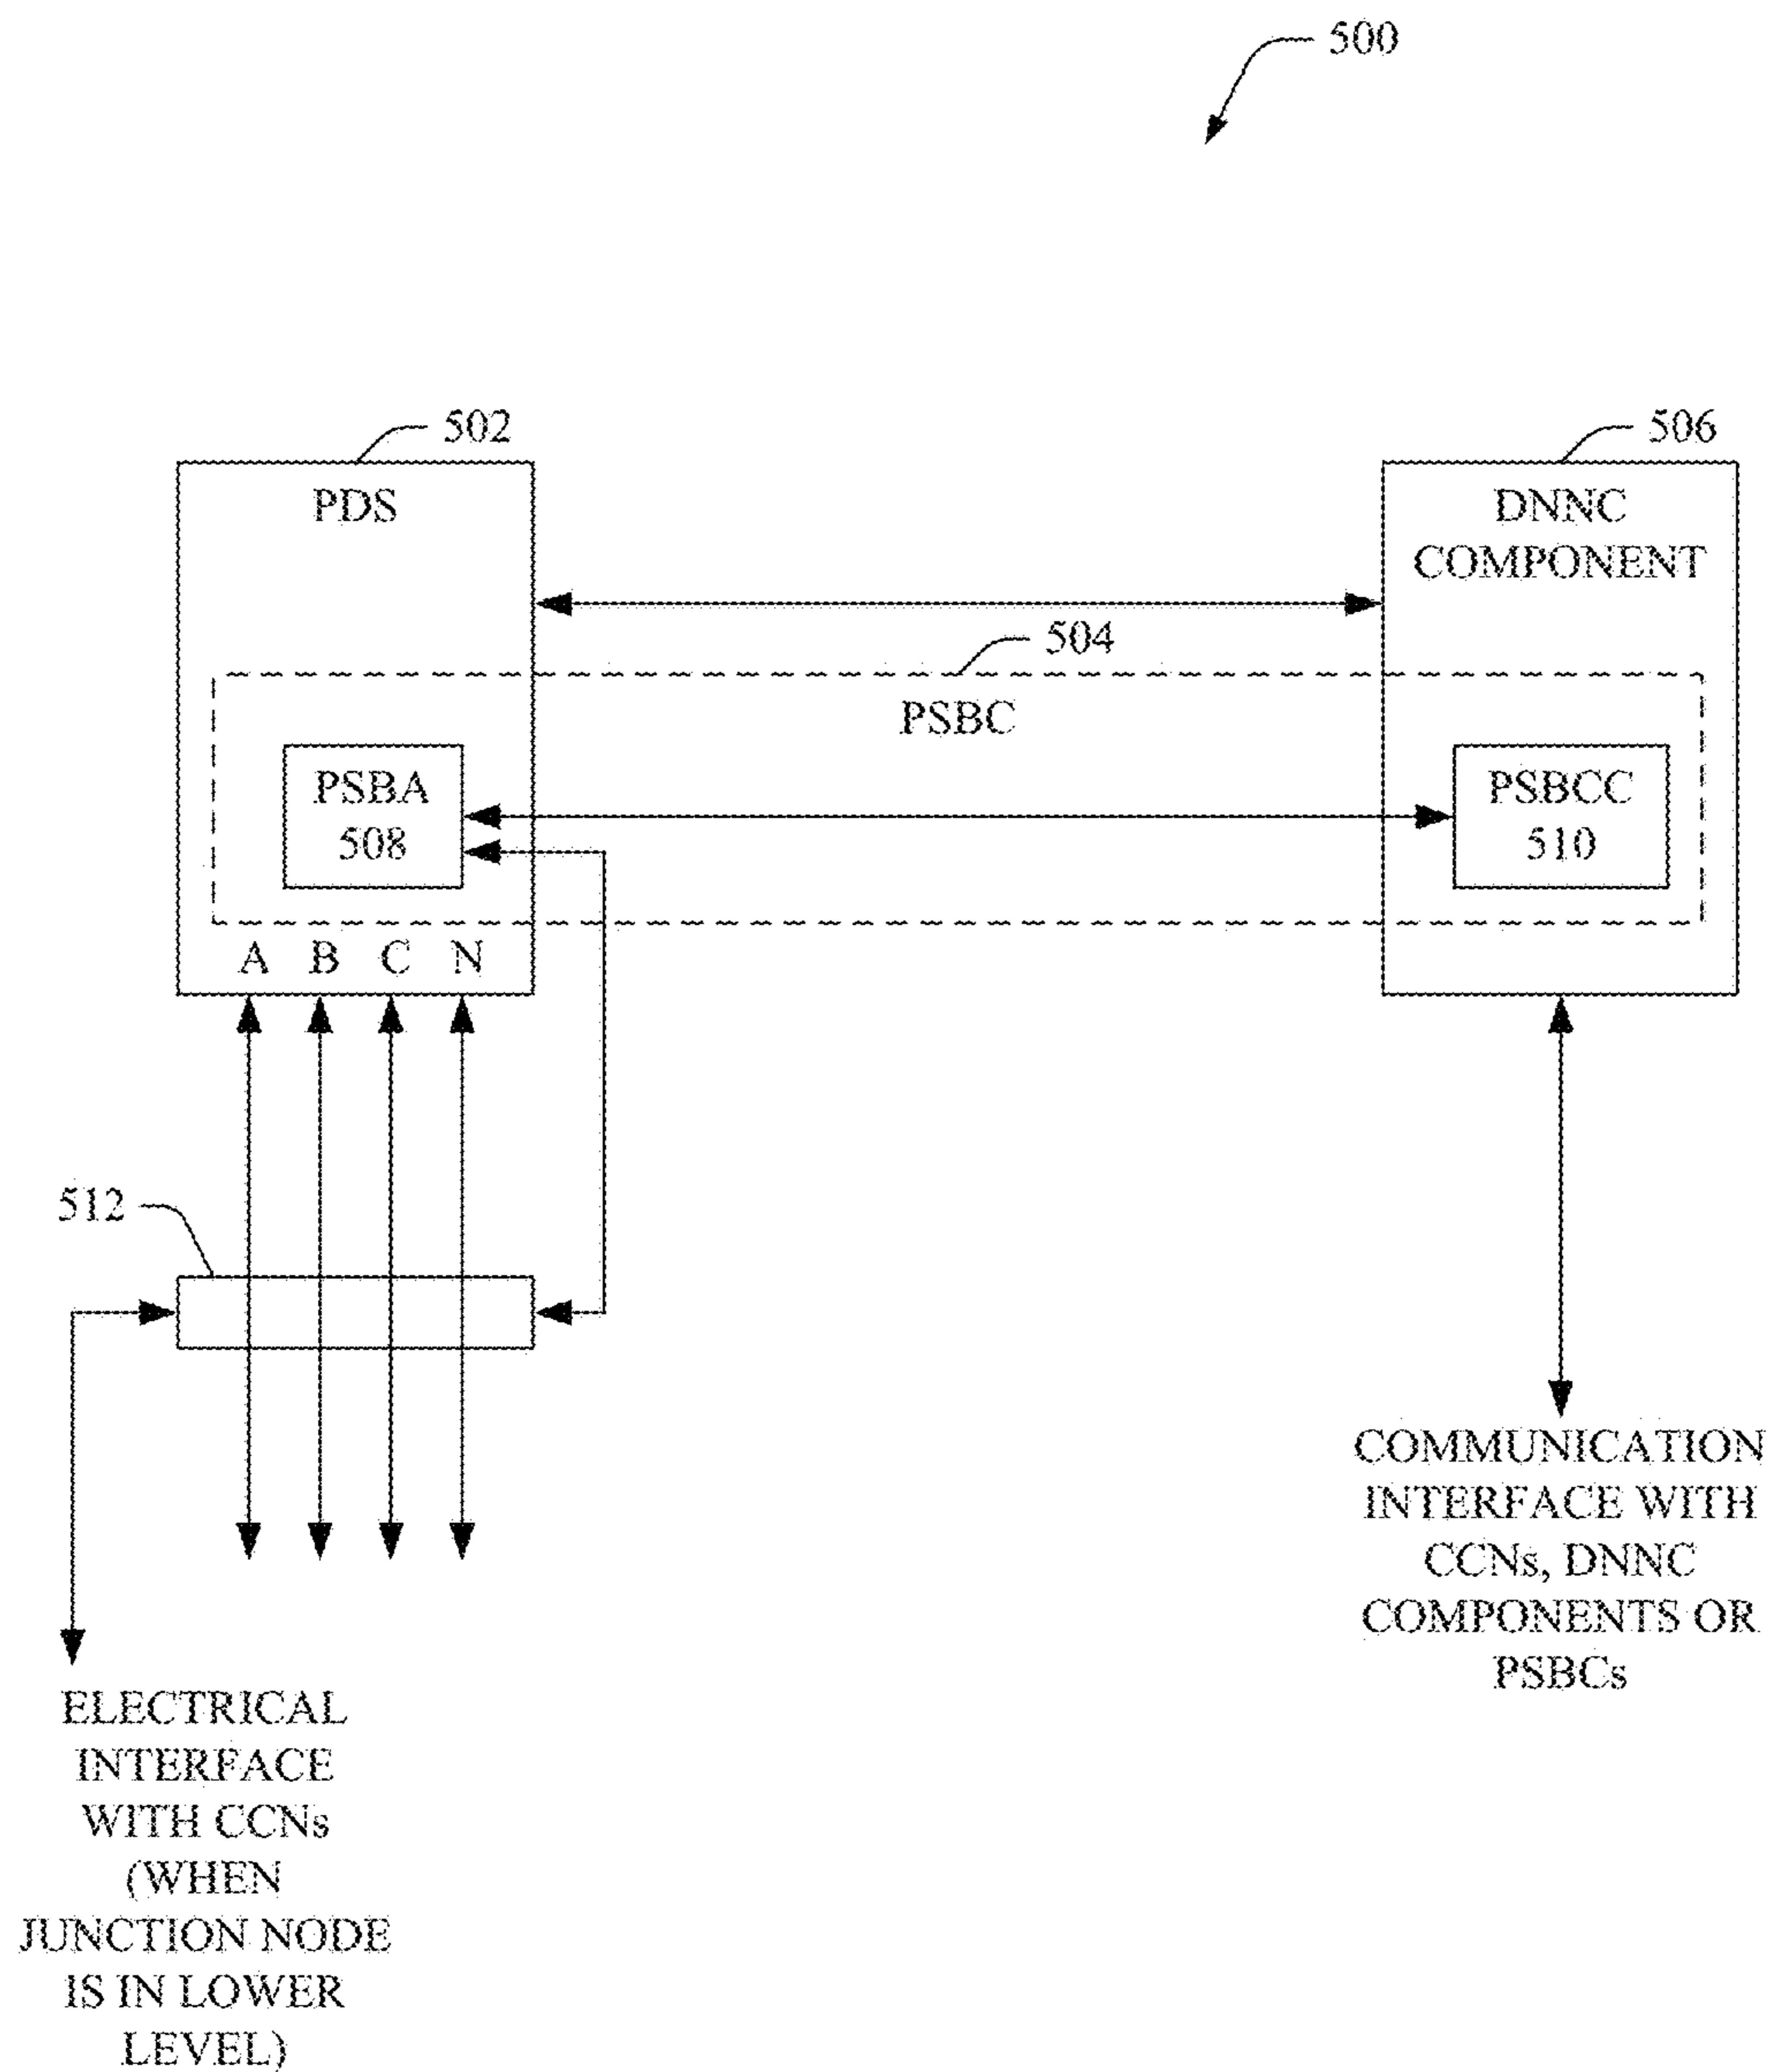 500
502
506
PDS
DNNC
COMPONENT
504
PSBC
PSBA
508
PSBCC
510
A B C N
512
COMMUNICATION
INTERFACE WITH
CCNs, DNNC
COMPONENTS OR
PSBCs
ELECTRICAL
INTERFACE
WITH CCNs
(WHEN
JUNCTION NODE
IS IN LOWER
LEVEL)